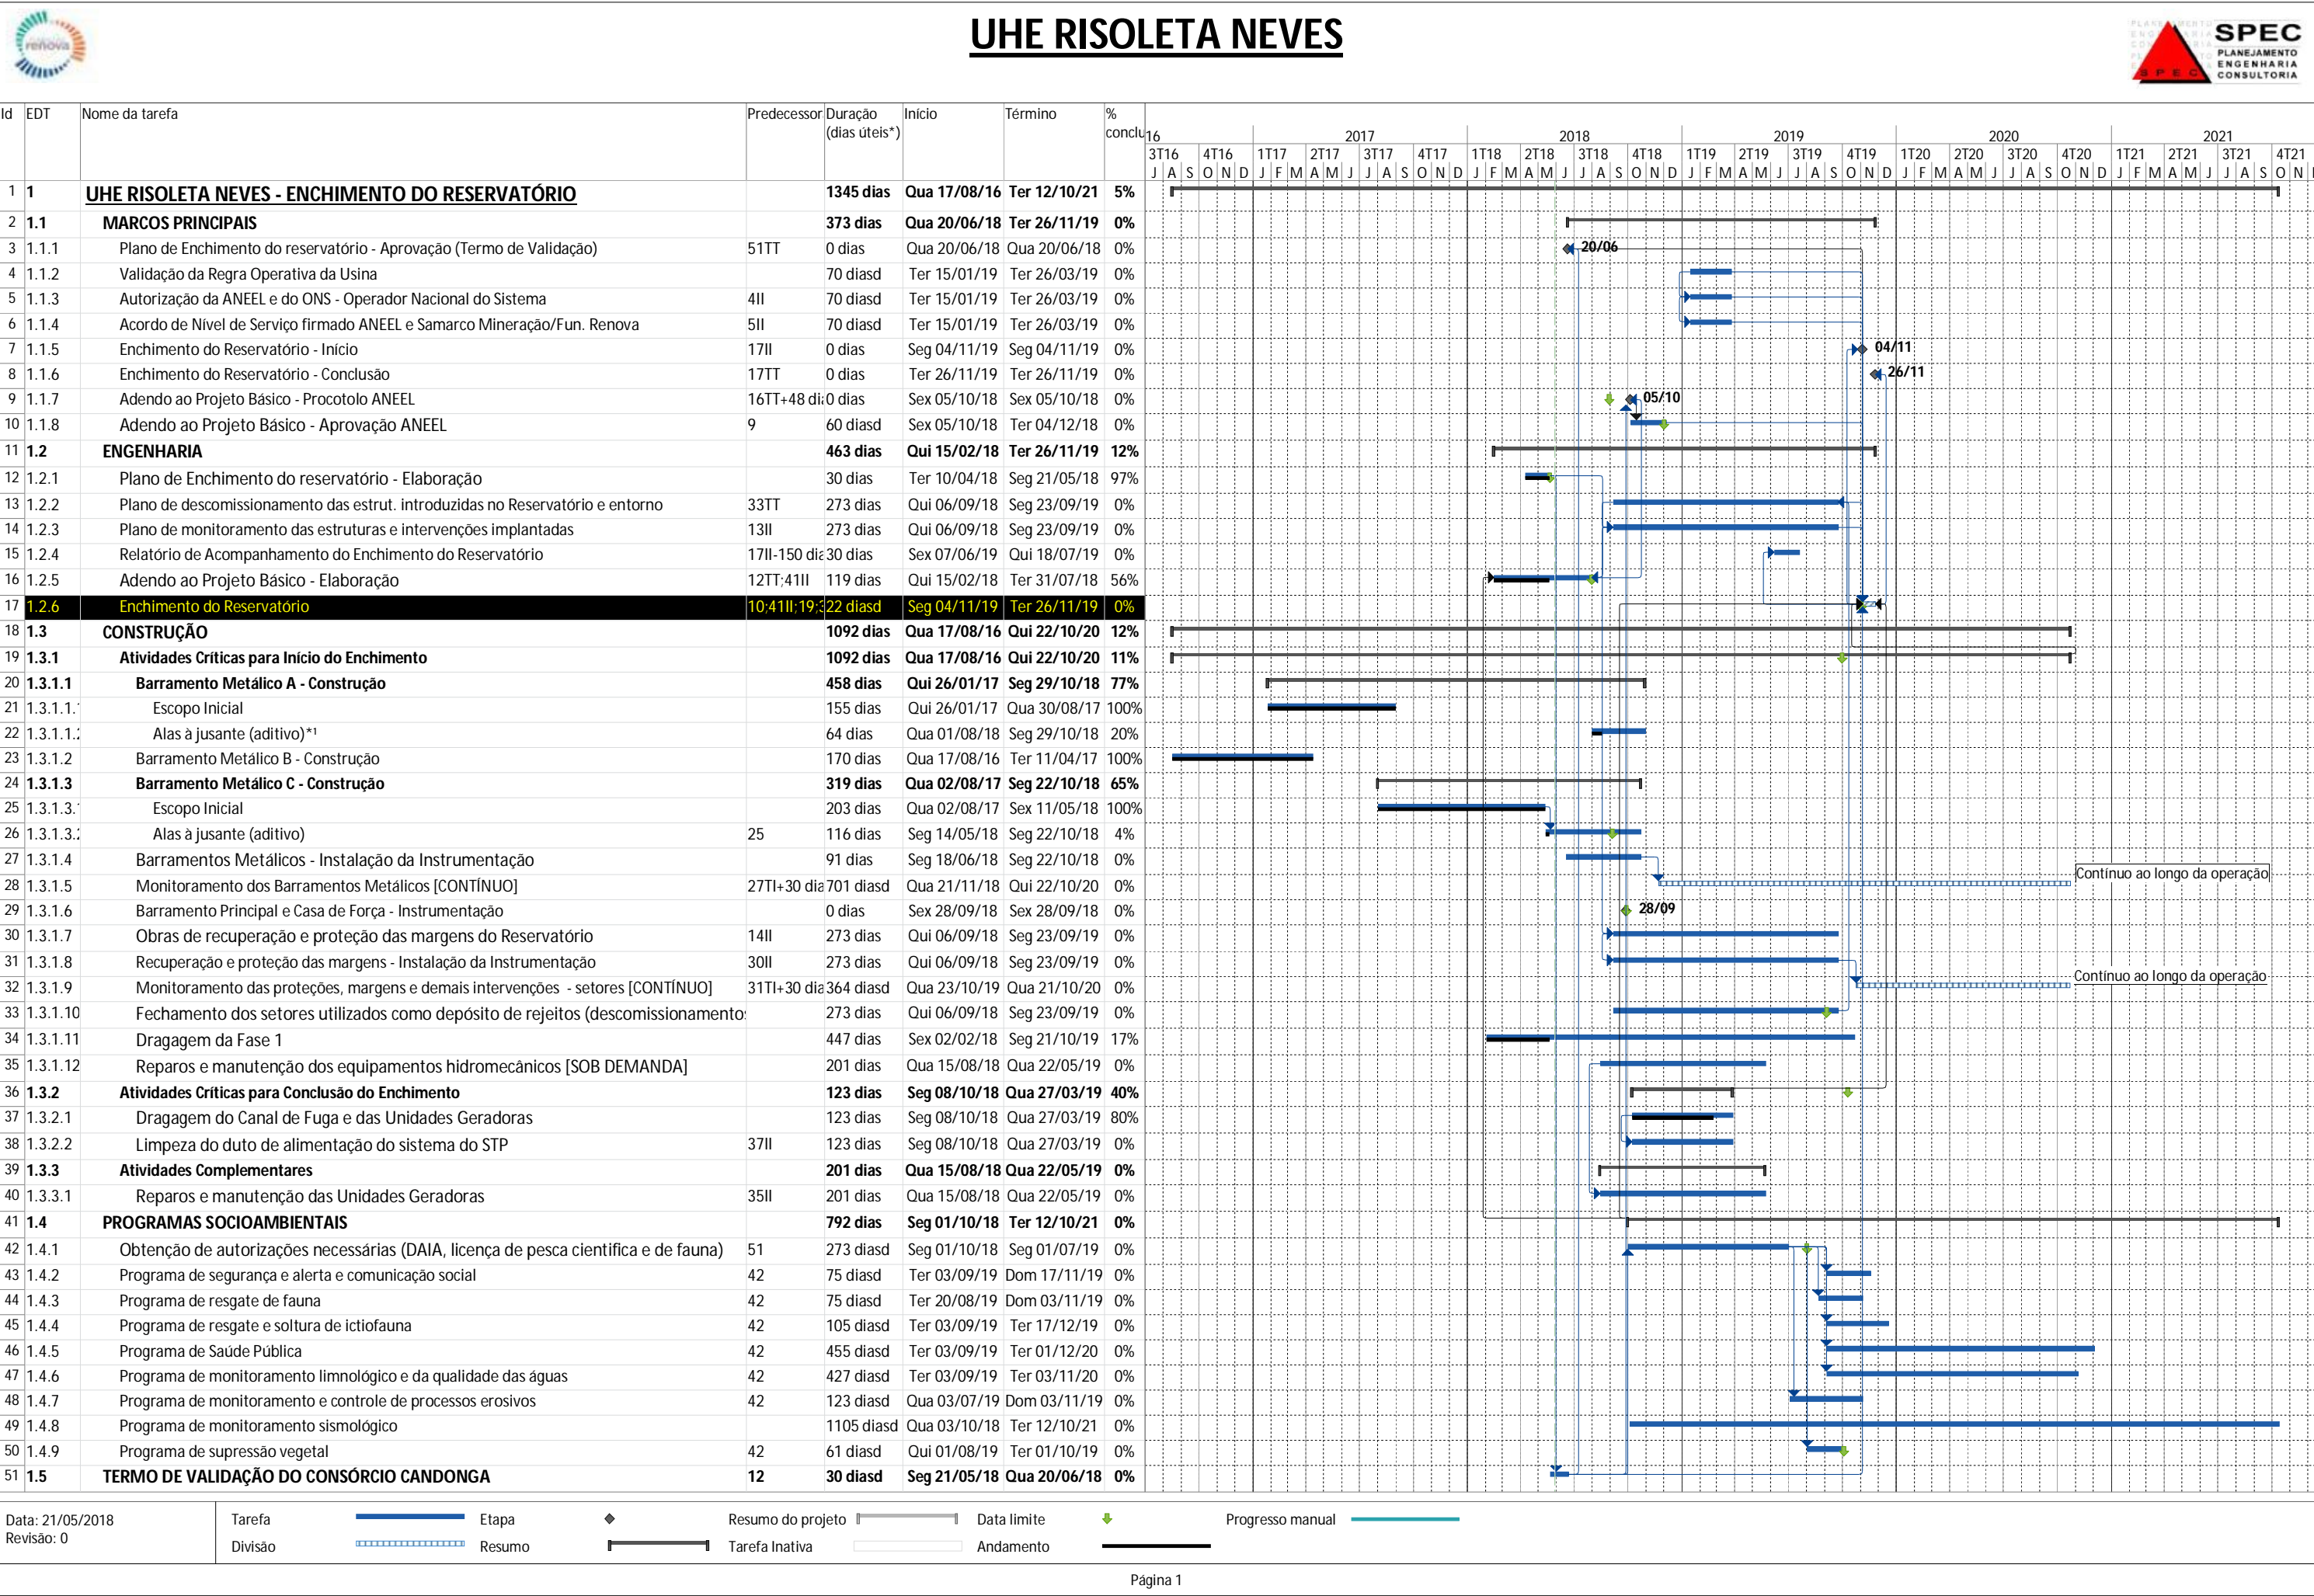 UHE RISOLETA NEVES
renova
SPEC
PLANEJAMENTO
ENGENHARIA
CONSULTORIA
SPEC
Id EDT Nome da tarefa Predecessor Duração (dias úteis*) Início Término % conclu
16 2017 2018 2019 2020 2021
3T16 4T16 1T17 2T17 3T17 4T17 1T18 2T18 3T18 4T18 1T19 2T19 3T19 4T19 1T20 2T20 3T20 4T20 1T21 2T21 3T21 4T21
J A S O N D J F M A M J J A S O N D J F M A M J J A S O N D J F M A M J J A S O N D J F M A M J J A S O N D J F M A M J J A S O N
1 1 UHE RISOLETA NEVES - ENCHIMENTO DO RESERVATÓRIO 1345 dias Qua 17/08/16 Ter 12/10/21 5%
2 1.1 MARCOS PRINCIPAIS 373 dias Qua 20/06/18 Ter 26/11/19 0%
3 1.1.1 Plano de Enchimento do reservatório - Aprovação (Termo de Validação) 51TT 0 dias Qua 20/06/18 Qua 20/06/18 0% 20/06
4 1.1.2 Validação da Regra Operativa da Usina 70 diasd Ter 15/01/19 Ter 26/03/19 0%
5 1.1.3 Autorização da ANEEL e do ONS - Operador Nacional do Sistema 4II 70 diasd Ter 15/01/19 Ter 26/03/19 0%
6 1.1.4 Acordo de Nível de Serviço firmado ANEEL e Samarco Mineração/Fun. Renova 5II 70 diasd Ter 15/01/19 Ter 26/03/19 0%
7 1.1.5 Enchimento do Reservatório - Início 17II 0 dias Seg 04/11/19 Seg 04/11/19 0% 04/11
8 1.1.6 Enchimento do Reservatório - Conclusão 17TT 0 dias Ter 26/11/19 Ter 26/11/19 0% 26/11
9 1.1.7 Adendo ao Projeto Básico - Procotolo ANEEL 16TT+48 di 0 dias Sex 05/10/18 Sex 05/10/18 0% 05/10
10 1.1.8 Adendo ao Projeto Básico - Aprovação ANEEL 9 60 diasd Sex 05/10/18 Ter 04/12/18 0%
11 1.2 ENGENHARIA 463 dias Qui 15/02/18 Ter 26/11/19 12%
12 1.2.1 Plano de Enchimento do reservatório - Elaboração 30 dias Ter 10/04/18 Seg 21/05/18 97%
13 1.2.2 Plano de descomissionamento das estrut. introduzidas no Reservatório e entorno 33TT 273 dias Qui 06/09/18 Seg 23/09/19 0%
14 1.2.3 Plano de monitoramento das estruturas e intervenções implantadas 13II 273 dias Qui 06/09/18 Seg 23/09/19 0%
15 1.2.4 Relatório de Acompanhamento do Enchimento do Reservatório 17II-150 dia 30 dias Sex 07/06/19 Qui 18/07/19 0%
16 1.2.5 Adendo ao Projeto Básico - Elaboração 12TT;41II 119 dias Qui 15/02/18 Ter 31/07/18 56%
17 1.2.6 Enchimento do Reservatório 10;41II;19;3 22 diasd Seg 04/11/19 Ter 26/11/19 0%
18 1.3 CONSTRUÇÃO 1092 dias Qua 17/08/16 Qui 22/10/20 12%
19 1.3.1 Atividades Críticas para Início do Enchimento 1092 dias Qua 17/08/16 Qui 22/10/20 11%
20 1.3.1.1 Barramento Metálico A - Construção 458 dias Qui 26/01/17 Seg 29/10/18 77%
21 1.3.1.1. Escopo Inicial 155 dias Qui 26/01/17 Qua 30/08/17 100%
22 1.3.1.1. Alas à jusante (aditivo)*¹ 64 dias Qua 01/08/18 Seg 29/10/18 20%
23 1.3.1.2 Barramento Metálico B - Construção 170 dias Qua 17/08/16 Ter 11/04/17 100%
24 1.3.1.3 Barramento Metálico C - Construção 319 dias Qua 02/08/17 Seg 22/10/18 65%
25 1.3.1.3. Escopo Inicial 203 dias Qua 02/08/17 Sex 11/05/18 100%
26 1.3.1.3. Alas à jusante (aditivo) 25 116 dias Seg 14/05/18 Seg 22/10/18 4%
27 1.3.1.4 Barramentos Metálicos - Instalação da Instrumentação 91 dias Seg 18/06/18 Seg 22/10/18 0%
28 1.3.1.5 Monitoramento dos Barramentos Metálicos [CONTÍNUO] 27TI+30 dia 701 diasd Qua 21/11/18 Qui 22/10/20 0% Contínuo ao longo da operação
29 1.3.1.6 Barramento Principal e Casa de Força - Instrumentação 0 dias Sex 28/09/18 Sex 28/09/18 0% 28/09
30 1.3.1.7 Obras de recuperação e proteção das margens do Reservatório 14II 273 dias Qui 06/09/18 Seg 23/09/19 0%
31 1.3.1.8 Recuperação e proteção das margens - Instalação da Instrumentação 30II 273 dias Qui 06/09/18 Seg 23/09/19 0%
32 1.3.1.9 Monitoramento das proteções, margens e demais intervenções - setores [CONTÍNUO] 31TI+30 dia 364 diasd Qua 23/10/19 Qua 21/10/20 0% Contínuo ao longo da operação
33 1.3.1.10 Fechamento dos setores utilizados como depósito de rejeitos (descomissionamento 273 dias Qui 06/09/18 Seg 23/09/19 0%
34 1.3.1.11 Dragagem da Fase 1 447 dias Sex 02/02/18 Seg 21/10/19 17%
35 1.3.1.12 Reparos e manutenção dos equipamentos hidromecânicos [SOB DEMANDA] 201 dias Qua 15/08/18 Qua 22/05/19 0%
36 1.3.2 Atividades Críticas para Conclusão do Enchimento 123 dias Seg 08/10/18 Qua 27/03/19 40%
37 1.3.2.1 Dragagem do Canal de Fuga e das Unidades Geradoras 123 dias Seg 08/10/18 Qua 27/03/19 80%
38 1.3.2.2 Limpeza do duto de alimentação do sistema do STP 37II 123 dias Seg 08/10/18 Qua 27/03/19 0%
39 1.3.3 Atividades Complementares 201 dias Qua 15/08/18 Qua 22/05/19 0%
40 1.3.3.1 Reparos e manutenção das Unidades Geradoras 35II 201 dias Qua 15/08/18 Qua 22/05/19 0%
41 1.4 PROGRAMAS SOCIOAMBIENTAIS 792 dias Seg 01/10/18 Ter 12/10/21 0%
42 1.4.1 Obtenção de autorizações necessárias (DAIA, licença de pesca cientifica e de fauna) 51 273 diasd Seg 01/10/18 Seg 01/07/19 0%
43 1.4.2 Programa de segurança e alerta e comunicação social 42 75 diasd Ter 03/09/19 Dom 17/11/19 0%
44 1.4.3 Programa de resgate de fauna 42 75 diasd Ter 20/08/19 Dom 03/11/19 0%
45 1.4.4 Programa de resgate e soltura de ictiofauna 42 105 diasd Ter 03/09/19 Ter 17/12/19 0%
46 1.4.5 Programa de Saúde Pública 42 455 diasd Ter 03/09/19 Ter 01/12/20 0%
47 1.4.6 Programa de monitoramento limnológico e da qualidade das águas 42 427 diasd Ter 03/09/19 Ter 03/11/20 0%
48 1.4.7 Programa de monitoramento e controle de processos erosivos 42 123 diasd Qua 03/07/19 Dom 03/11/19 0%
49 1.4.8 Programa de monitoramento sismológico 1105 diasd Qua 03/10/18 Ter 12/10/21 0%
50 1.4.9 Programa de supressão vegetal 42 61 diasd Qui 01/08/19 Ter 01/10/19 0%
51 1.5 TERMO DE VALIDAÇÃO DO CONSÓRCIO CANDONGA 12 30 diasd Seg 21/05/18 Qua 20/06/18 0%
Data: 21/05/2018
Revisão: 0
Tarefa Etapa Resumo do projeto Data limite Progresso manual
Divisão Resumo Tarefa Inativa Andamento
Página 1